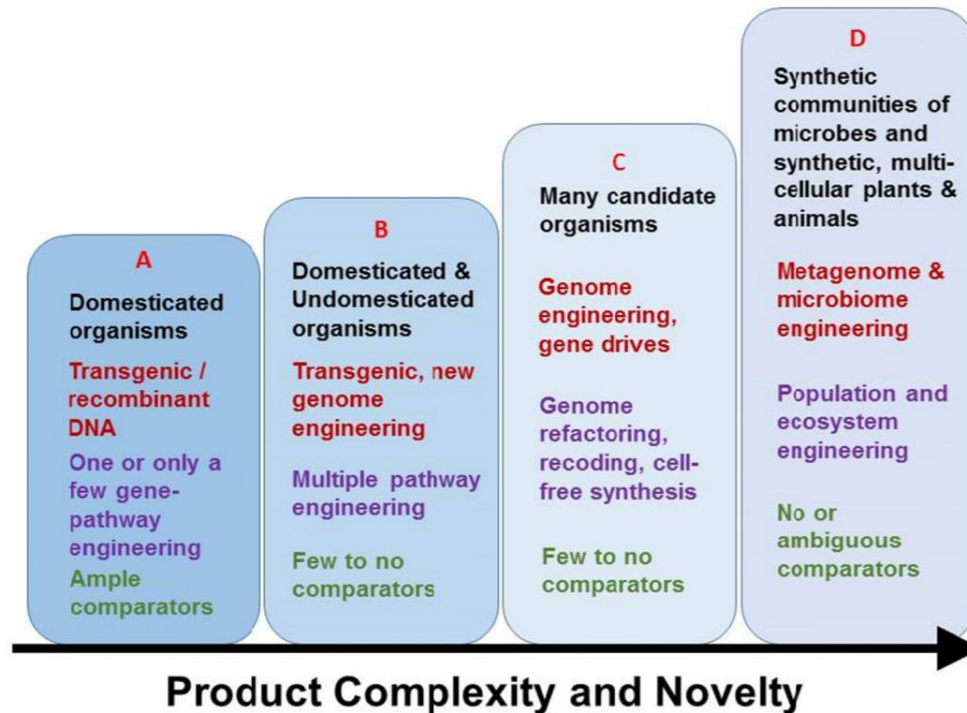 A
Domesticated
organisms
Transgenic /
recombinant
DNA
One or only a
few gene-
pathway
engineering
Ample
comparators
B
Domesticated &
Undomesticated
organisms
Transgenic, new
genome
engineering
Multiple pathway
engineering
Few to no
comparators
C
Many candidate
organisms
Genome
engineering,
gene drives
Genome
refactoring,
recoding, cell-
free synthesis
Few to no
comparators
D
Synthetic
communities of
microbes and
synthetic, multi-
cellular plants &
animals
Metagenome &
microbiome
engineering
Population and
ecosystem
engineering
No or
ambiguous
comparators
Product Complexity and Novelty